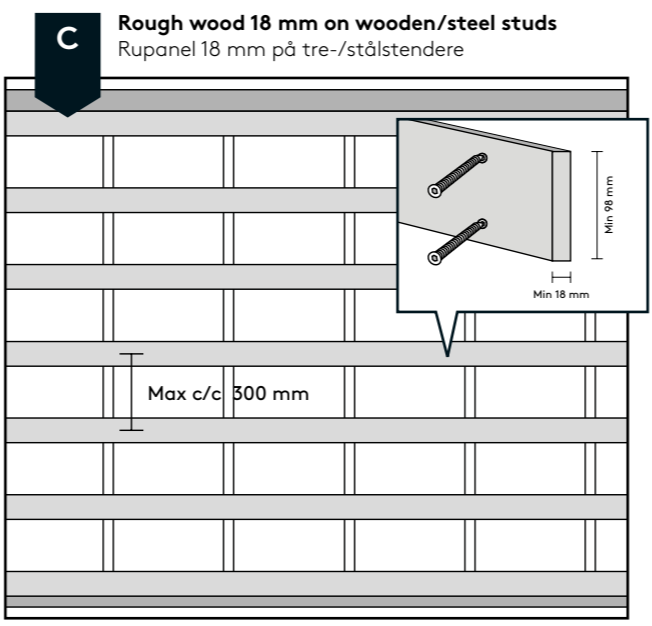 C
Rough wood 18 mm on wooden/steel studs
Rupanel 18 mm på tre-/stålstendere
Min 98 mm
Min 18 mm
Max c/c 300 mm